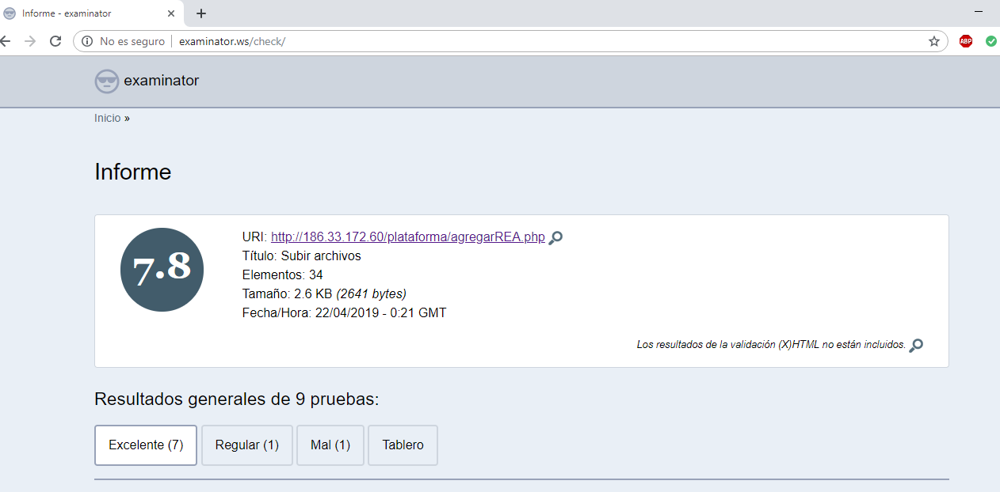 Informe - examinator
No es seguro examinator.ws/check/
ABP
examinator
Inicio »
Informe
7.8
URI: http://186.33.172.60/plataforma/agregarREA.php
Título: Subir archivos
Elementos: 34
Tamaño: 2.6 KB (2641 bytes)
Fecha/Hora: 22/04/2019 - 0:21 GMT
Los resultados de la validación (X)HTML no están incluidos.
Resultados generales de 9 pruebas:
Excelente (7) Regular (1) Mal (1) Tablero